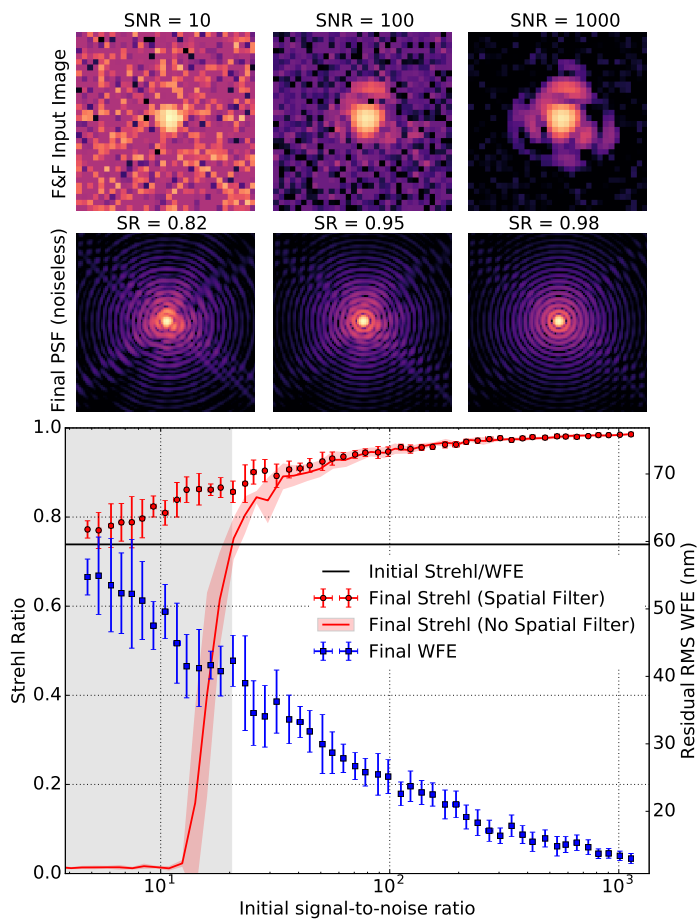 SNR = 10 SNR = 100 SNR = 1000
F&F Input Image
SR = 0.82 SR = 0.95 SR = 0.98
Final PSF (noiseless)
1.0
0.8
0.6
0.4
0.2
0.0
Strehl Ratio
Initial Strehl/WFE
Final Strehl (Spatial Filter)
Final Strehl (No Spatial Filter)
Final WFE
70
60
50
40
30
20
Residual RMS WFE (nm)
10¹ 10² 10³
Initial signal-to-noise ratio